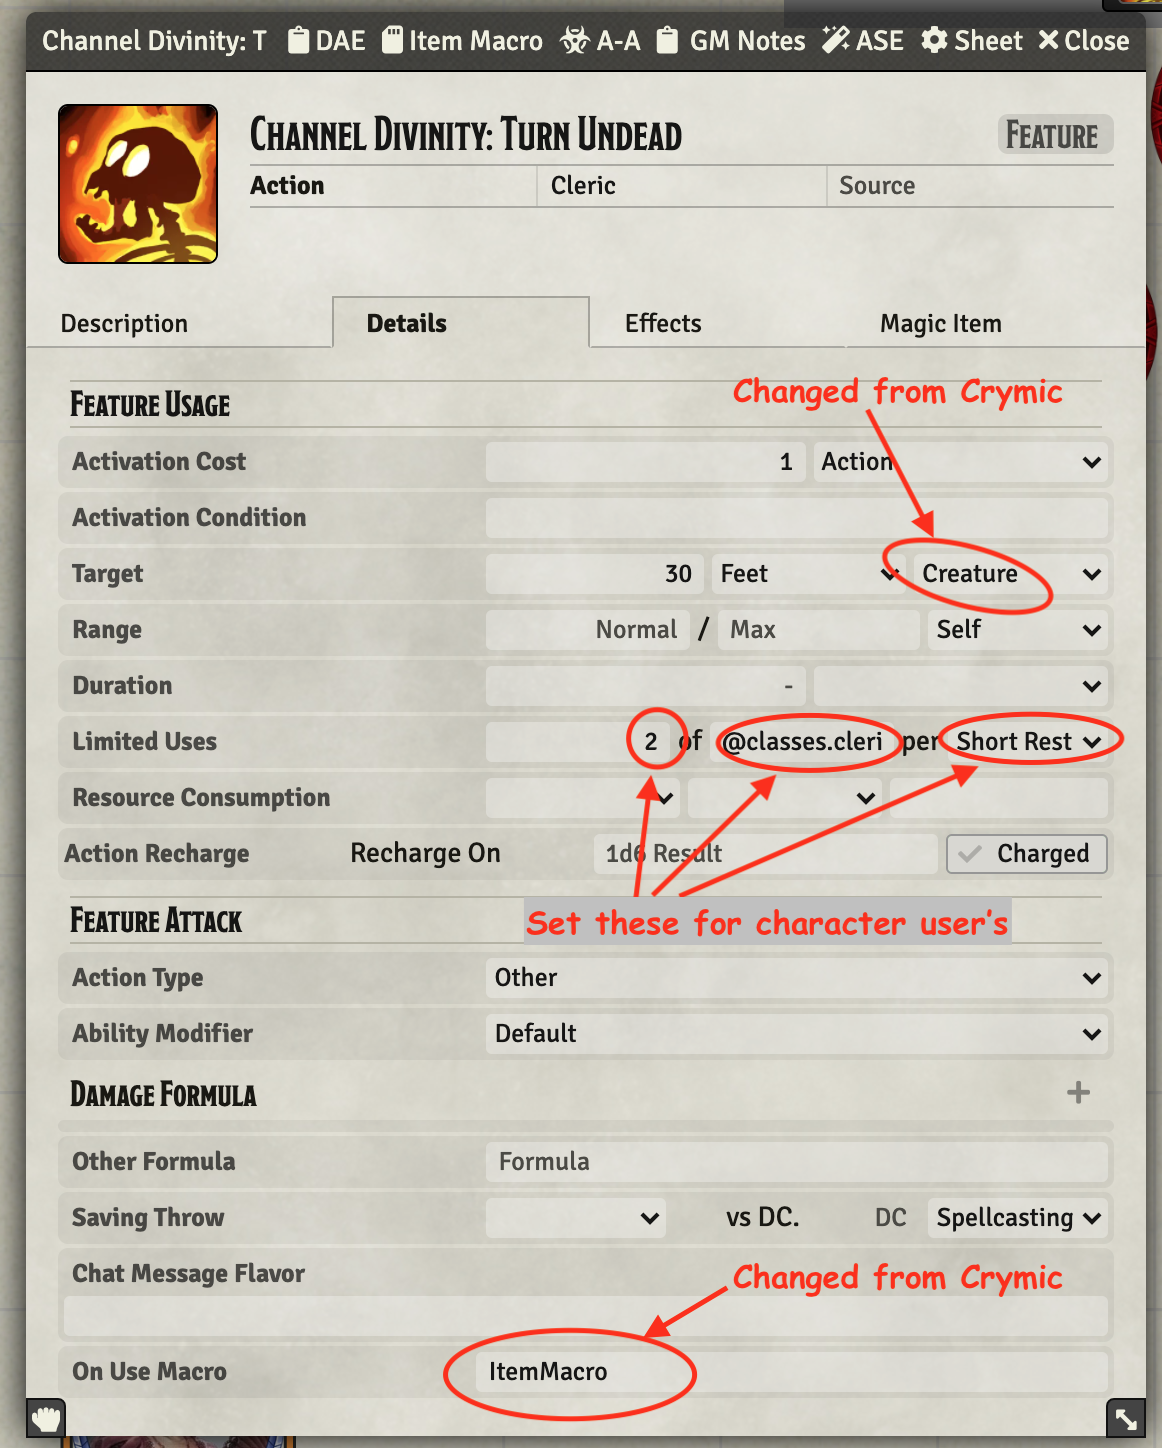 Channel Divinity: T DAE Item Macro A-A GM Notes ASE Sheet Close
Channel Divinity: Turn Undead Feature
Action Cleric Source
Description Details Effects Magic Item
Changed from Crymic
Feature Usage
Activation Cost 1 Action
Activation Condition
Target 30 Feet Creature
Range Normal / Max Self
Duration -
Limited Uses 2 of @classes.cleri per Short Rest
Resource Consumption
Action Recharge Recharge On 1d6 Result Charged
Feature Attack
Set these for character user's
Action Type Other
Ability Modifier Default
Damage Formula
Other Formula Formula
Saving Throw vs DC. DC Spellcasting
Chat Message Flavor
Changed from Crymic
On Use Macro ItemMacro